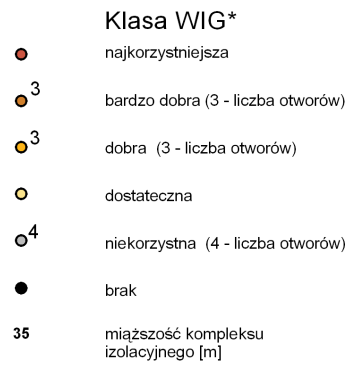 Klasa WIG*
najkorzystniejsza
3 bardzo dobra (3 - liczba otworów)
3 dobra (3 - liczba otworów)
dostateczna
4 niekorzystna (4 - liczba otworów)
brak
35 miąższość kompleksu
izolacyjnego [m]